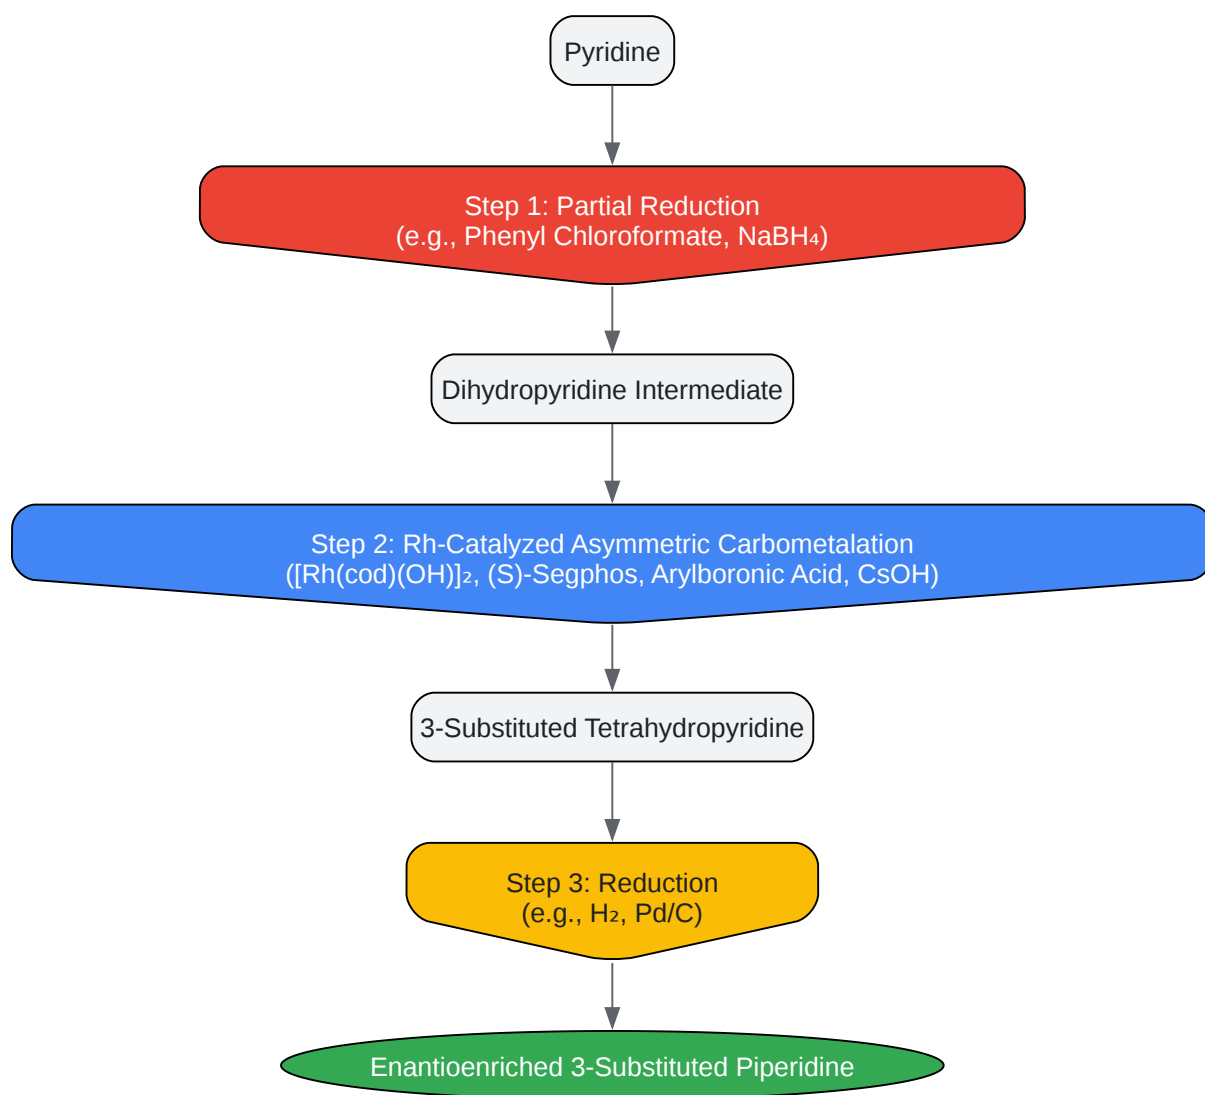 Pyridine
Step 1: Partial Reduction
(e.g., Phenyl Chloroformate, NaBH₄)
Dihydropyridine Intermediate
Step 2: Rh-Catalyzed Asymmetric Carbometalation
([Rh(cod)(OH)]₂, (S)-Segphos, Arylboronic Acid, CsOH)
3-Substituted Tetrahydropyridine
Step 3: Reduction
(e.g., H₂, Pd/C)
Enantioenriched 3-Substituted Piperidine